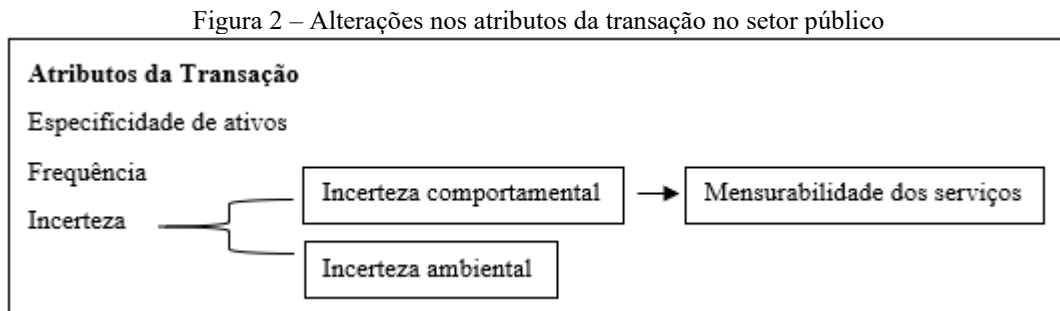 Figura 2 – Alterações nos atributos da transação no setor público
Atributos da Transação
Especificidade de ativos
Frequência
Incerteza
Incerteza comportamental
Mensurabilidade dos serviços
Incerteza ambiental